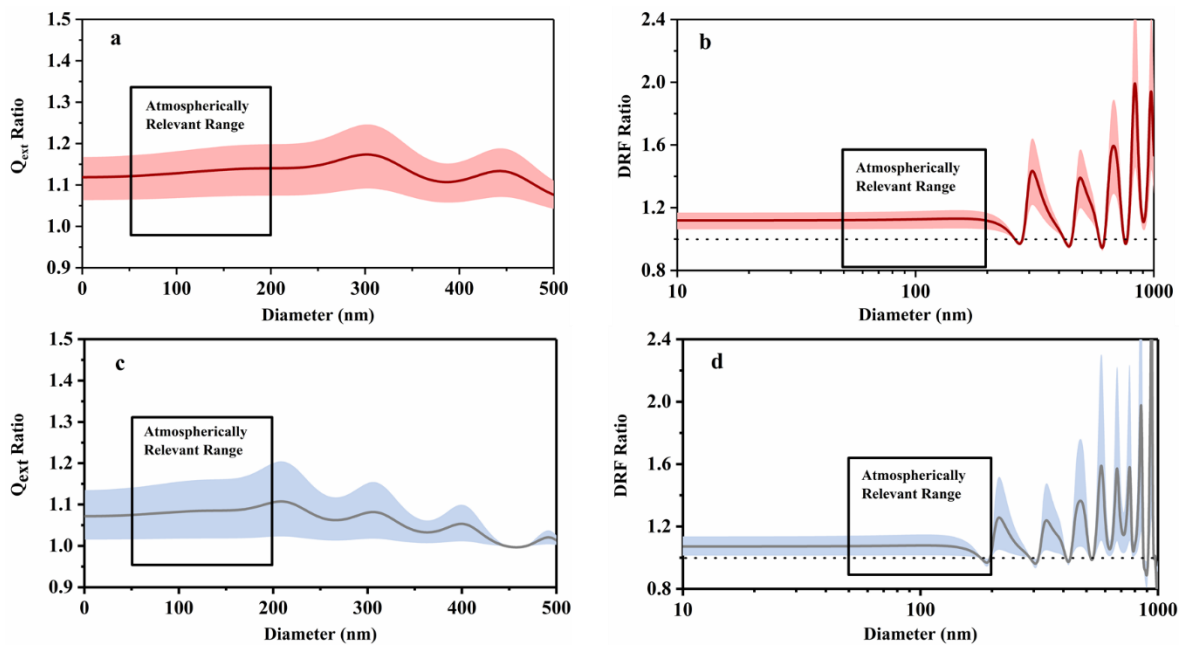 a
1.5
1.4
1.3
1.2
1.1
1.0
0.9
Qext Ratio
Atmospherically
Relevant Range
0 100 200 300 400 500
Diameter (nm)
b
2.4
2.0
1.6
1.2
0.8
DRF Ratio
Atmospherically
Relevant Range
10 100 1000
Diameter (nm)
c
1.5
1.4
1.3
1.2
1.1
1.0
0.9
Qext Ratio
Atmospherically
Relevant Range
0 100 200 300 400 500
Diameter (nm)
d
2.4
2.0
1.6
1.2
0.8
DRF Ratio
Atmospherically
Relevant Range
10 100 1000
Diameter (nm)